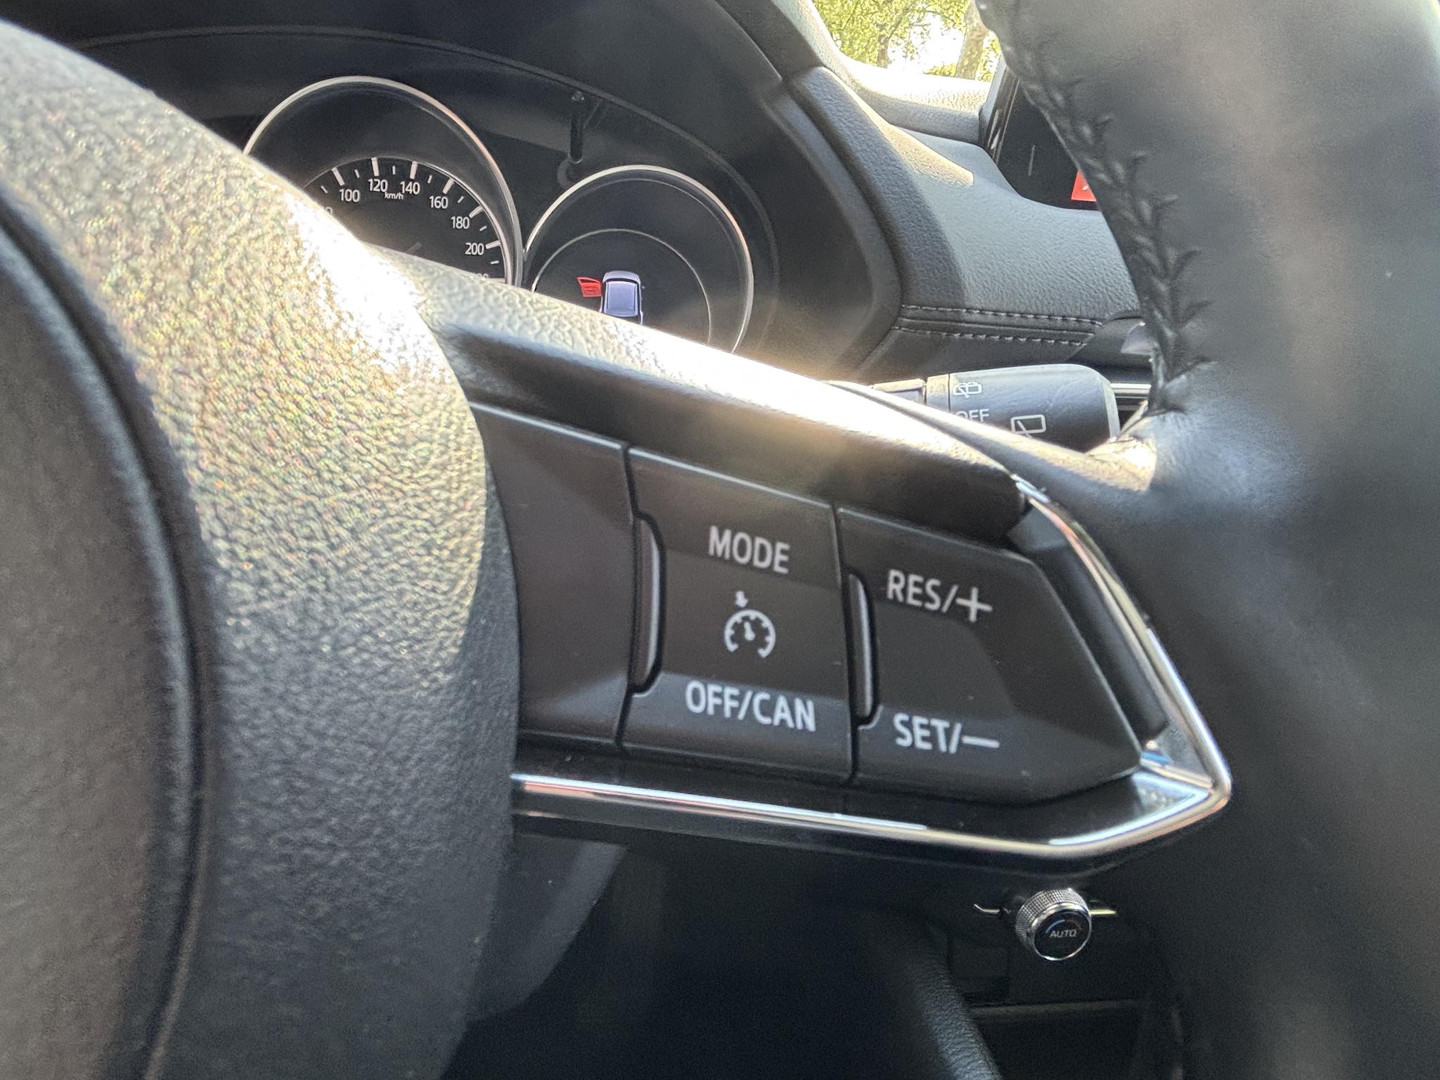 100
120
140
160
180
200
km/h
OFF
MODE
OFF/CAN
RES/+
SET/−
AUTO